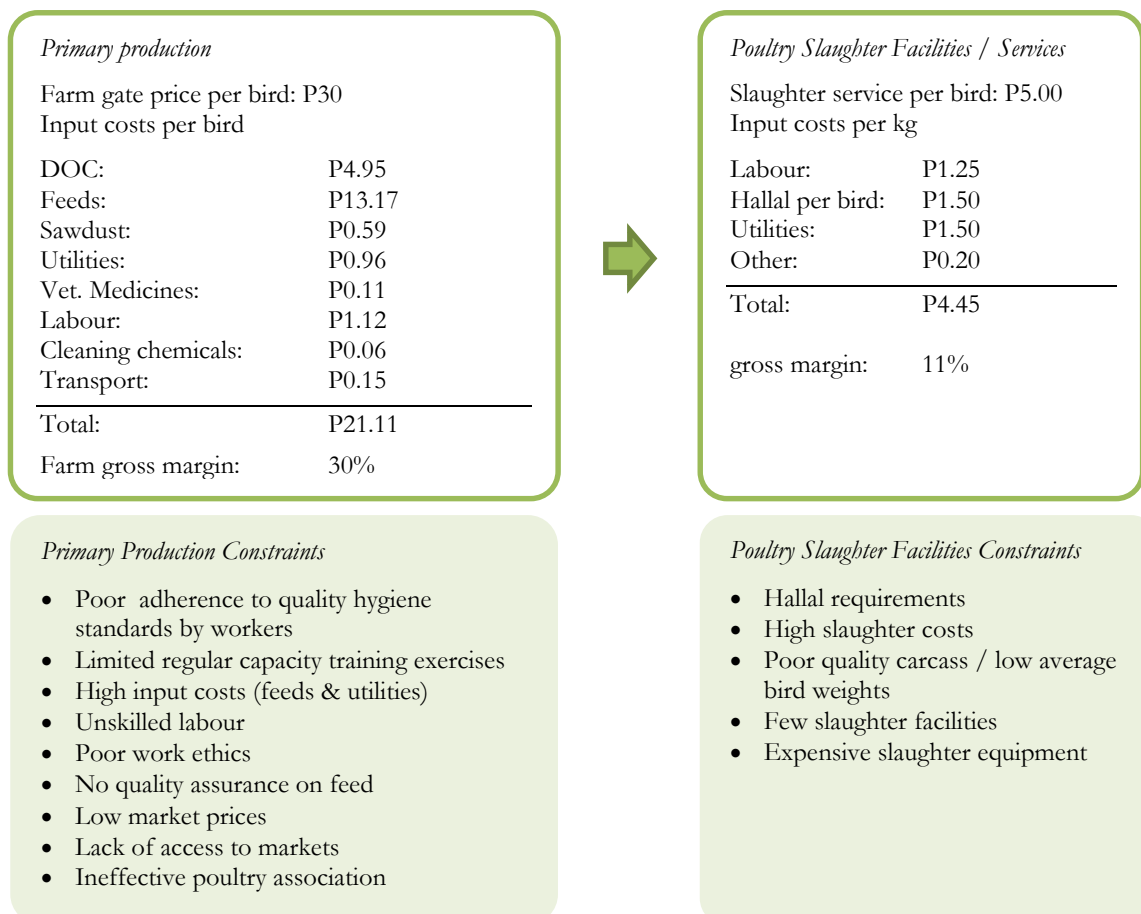 Primary production
Farm gate price per bird: P30
Input costs per bird
DOC: P4.95
Feeds: P13.17
Sawdust: P0.59
Utilities: P0.96
Vet. Medicines: P0.11
Labour: P1.12
Cleaning chemicals: P0.06
Transport: P0.15
Total: P21.11
Farm gross margin: 30%
Poultry Slaughter Facilities / Services
Slaughter service per bird: P5.00
Input costs per kg
Labour: P1.25
Hallal per bird: P1.50
Utilities: P1.50
Other: P0.20
Total: P4.45
gross margin: 11%
Primary Production Constraints
• Poor adherence to quality hygiene
standards by workers
• Limited regular capacity training exercises
• High input costs (feeds & utilities)
• Unskilled labour
• Poor work ethics
• No quality assurance on feed
• Low market prices
• Lack of access to markets
• Ineffective poultry association
Poultry Slaughter Facilities Constraints
• Hallal requirements
• High slaughter costs
• Poor quality carcass / low average
bird weights
• Few slaughter facilities
• Expensive slaughter equipment